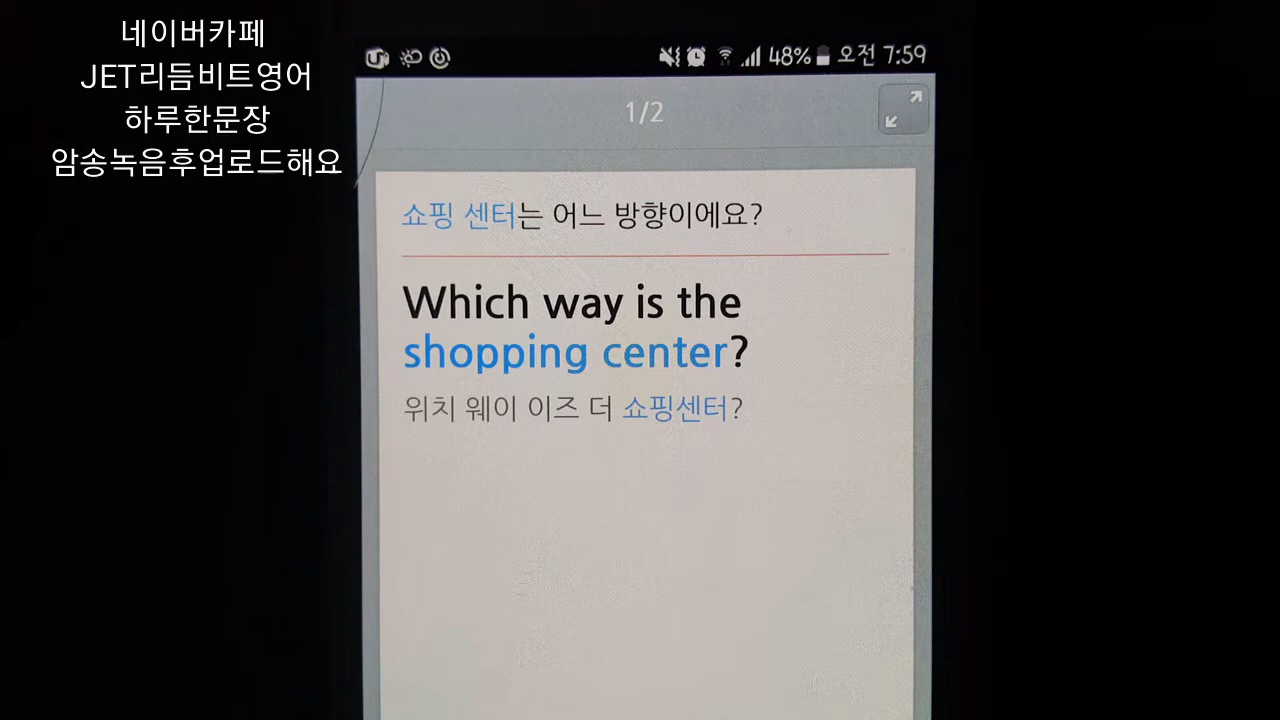 네이버카페
JET리듬비트영어
하루한문장
암송녹음후업로드해요
48% 오전 7:59
1/2
쇼핑 센터는 어느 방향이에요?
Which way is the
shopping center?
위치 웨이 이즈 더 쇼핑센터?